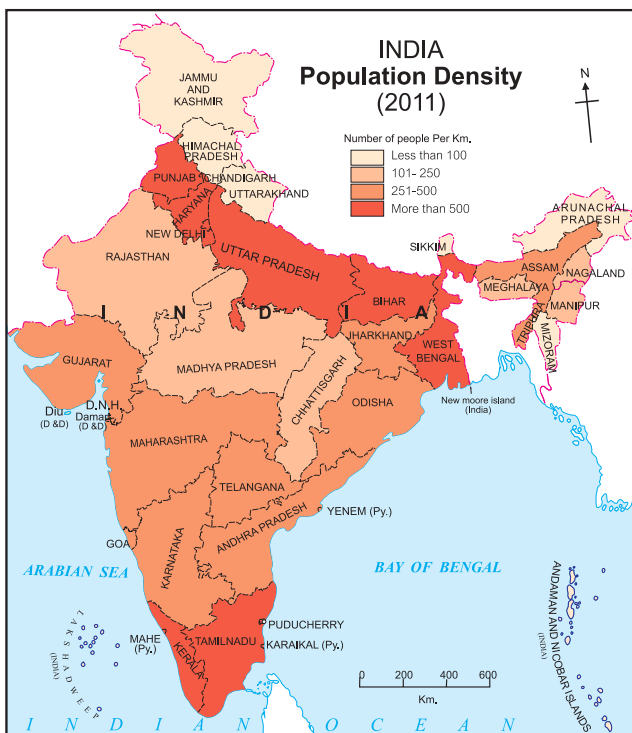 INDIA
Population Density
(2011)
N
Number of people Per Km.
Less than 100
101- 250
251-500
More than 500
JAMMU
AND
KASHMIR
HIMACHAL
PRADESH
PUNJAB
CHANDIGARH
UTTARAKHAND
HARYANA
NEW DELHI
RAJASTHAN
UTTAR PRADESH
SIKKIM
ARUNACHAL
PRADESH
ASSAM
NAGALAND
MEGHALAYA
MANIPUR
TRIPURA
MIZORAM
BIHAR
I N D I A
JHARKHAND
WEST
BENGAL
GUJARAT
MADHYA PRADESH
CHHATTISGARH
ODISHA
New moore island
(India)
D.N.H.
Diu
(D &D)
Daman
(D &D)
MAHARASHTRA
TELANGANA
ANDHRA PRADESH
YENEM (Py.)
GOA
KARNATAKA
ARABIAN SEA
BAY OF BENGAL
LAKSHADWEEP
(INDIA)
MAHE
(Py.)
KERALA
TAMILNADU
PUDUCHERRY
KARAIKAL (Py.)
ANDAMAN AND NICOBAR ISLANDS
(INDIA)
0 200 400 600
Km.
I N D I A N O C E A N